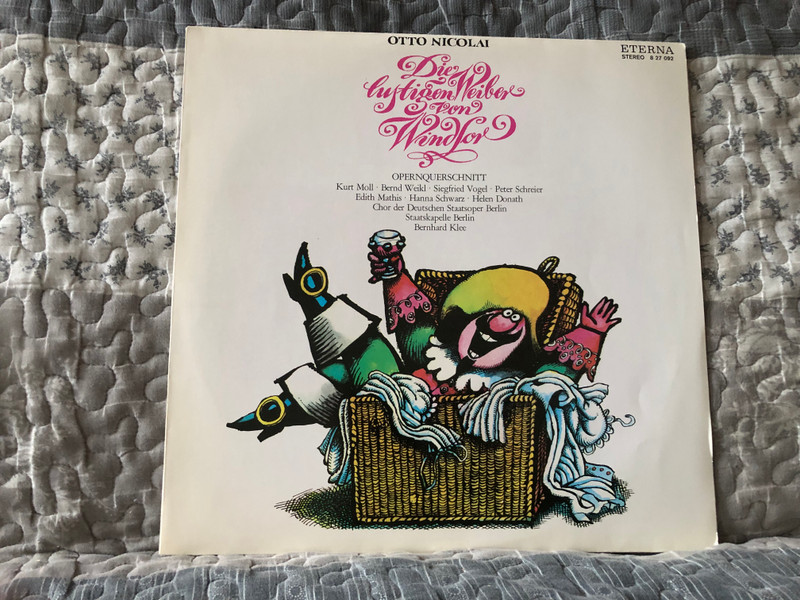 OTTO NICOLAI
ETERNA
STEREO 8 27 092
Die
lustigen Weiber
von
Windsor
OPERNQUERSCHNITT
Kurt Moll · Bernd Weikl · Siegfried Vogel · Peter Schreier
Edith Mathis · Hanna Schwarz · Helen Donath
Chor der Deutschen Staatsoper Berlin
Staatskapelle Berlin
Bernhard Klee